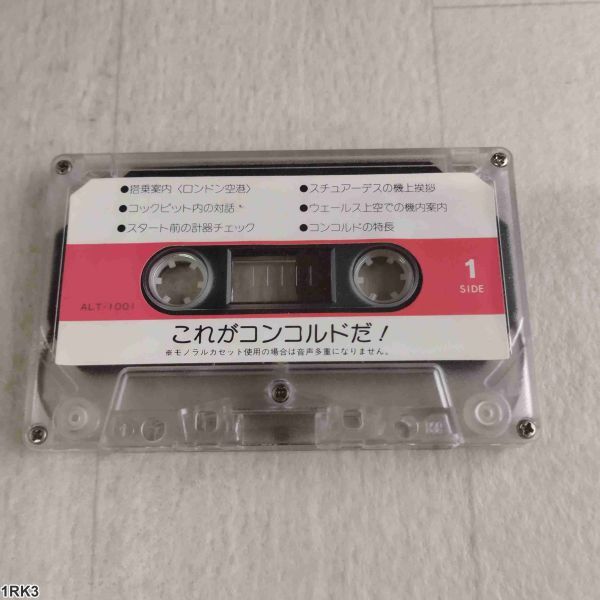 ●搭乗案内〈ロンドン空港〉
●コックピット内の対話
●スタート前の計器チェック
●スチュアーデスの機上挨拶
●ウェールス上空での機内案内
●コンコルドの特長
1
SIDE
ALT-1001
これがコンコルドだ!
※モノラルカセット使用の場合は音声多重になりません。
1RK3